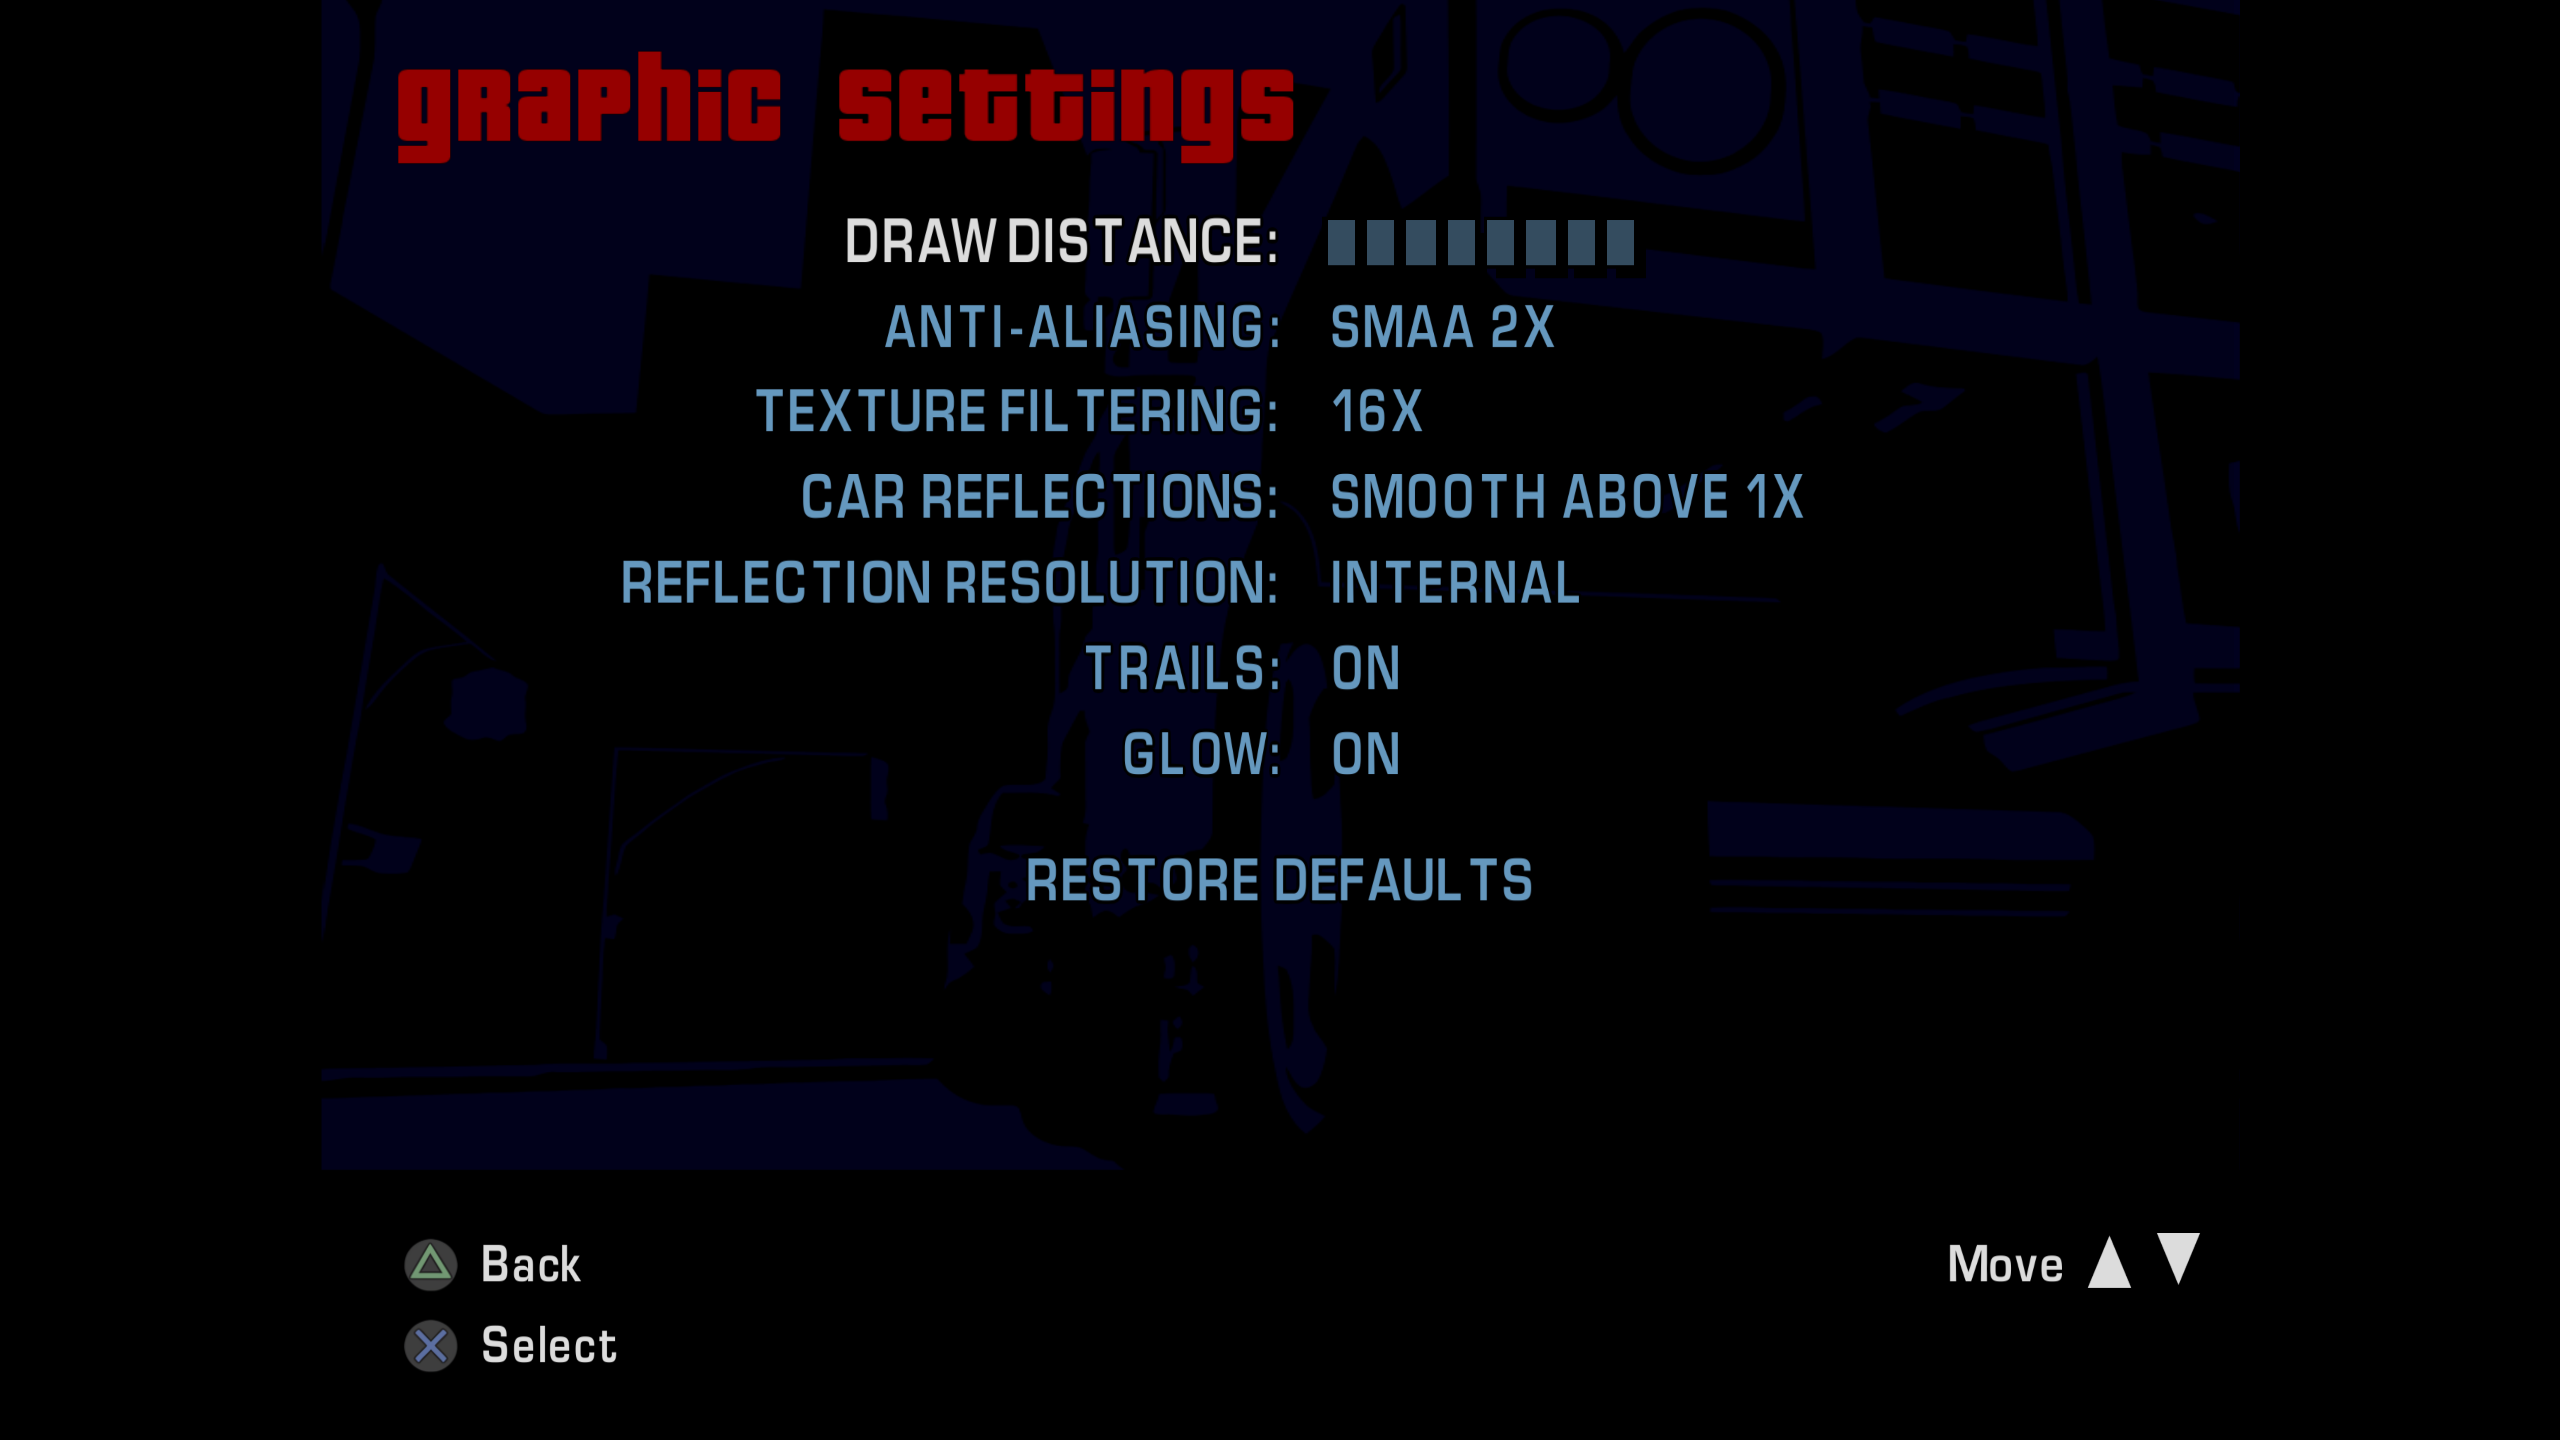 graphic settings
DRAW DISTANCE:
ANTI-ALIASING: SMAA 2X
TEXTURE FILTERING: 16X
CAR REFLECTIONS: SMOOTH ABOVE 1X
REFLECTION RESOLUTION: INTERNAL
TRAILS: ON
GLOW: ON
RESTORE DEFAULTS
Back
Move
Select